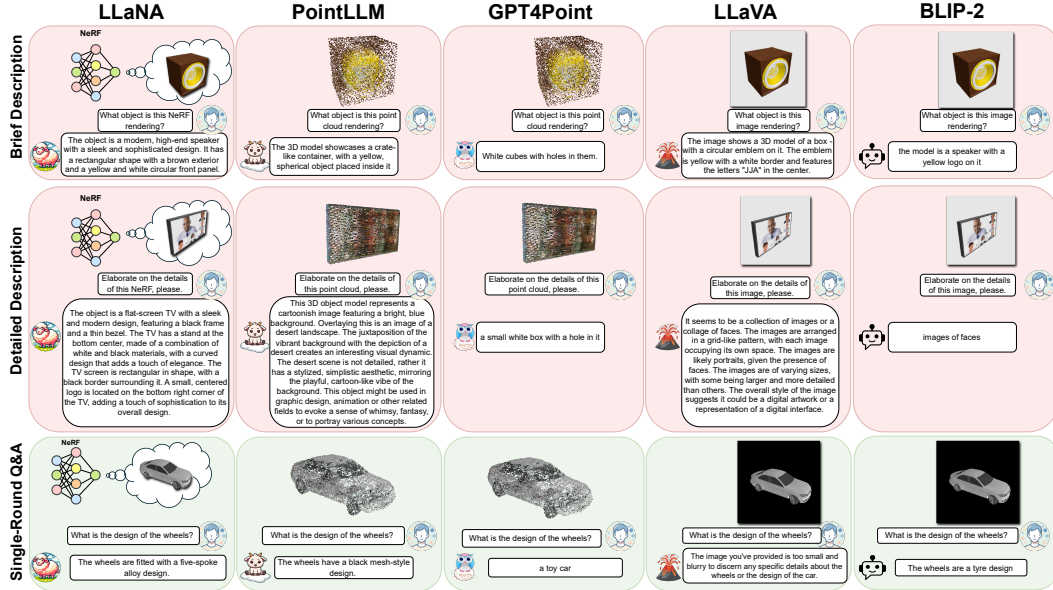 LLaNA
PointLLM
GPT4Point
LLaVA
BLIP-2
Brief Description
NeRF
What object is this NeRF
rendering?
The object is a modern, high-end speaker
with a sleek and sophisticated design. It has
a rectangular shape with a brown exterior
and a yellow and white circular front panel.
What object is this point
cloud rendering?
The 3D model showcases a crate-
like container, with a yellow,
spherical object placed inside it
What object is this point
cloud rendering?
White cubes with holes in them.
What object is this
image rendering?
The image shows a 3D model of a box -
with a circular emblem on it. The emblem
is yellow with a white border and features
the letters "JJA" in the center.
What object is this
image rendering?
the model is a speaker with a
yellow logo on it
Detailed Description
NeRF
Elaborate on the details
of this NeRF, please.
The object is a flat-screen TV with a sleek
and modern design, featuring a black frame
and a thin bezel. The TV has a stand at the
bottom center, made of a combination of
white and black materials, with a curved
design that adds a touch of elegance. The
TV screen is rectangular in shape, with a
black border surrounding it. A small, centered
logo is located on the bottom right corner of
the TV, adding a touch of sophistication to its
overall design.
Elaborate on the details of
this point cloud, please.
This 3D object model represents a
cartoonish image featuring a bright, blue
background. Overlaying this is an image of a
desert landscape. The juxtaposition of the
vibrant background with the depiction of a
desert creates an interesting visual dynamic.
The desert scene is not detailed, rather it
has a stylized, simplistic aesthetic, mirroring
the playful, cartoon-like vibe of the
background. This object might be used in
graphic design, animation or other related
fields to evoke a sense of whimsy, fantasy,
or to portray various concepts.
Elaborate on the details of this
point cloud, please.
a small white box with a hole in it
Elaborate on the details of
this image, please.
It seems to be a collection of images or a
collage of faces. The images are arranged
in a grid-like pattern, with each image
occupying its own space. The images are
likely portraits, given the presence of
faces. The images are of varying sizes,
with some being larger and more detailed
than others. The overall style of the image
suggests it could be a digital artwork or a
representation of a digital interface.
Elaborate on the details
of this image, please.
images of faces
Single-Round Q&A
NeRF
What is the design of the wheels?
The wheels are fitted with a five-spoke
alloy design.
What is the design of the wheels?
The wheels have a black mesh-style
design.
What is the design of the wheels?
a toy car
What is the design of the wheels?
The image you've provided is too small and
blurry to discern any specific details about the
wheels or the design of the car.
What is the design of the wheels?
The wheels are a tyre design